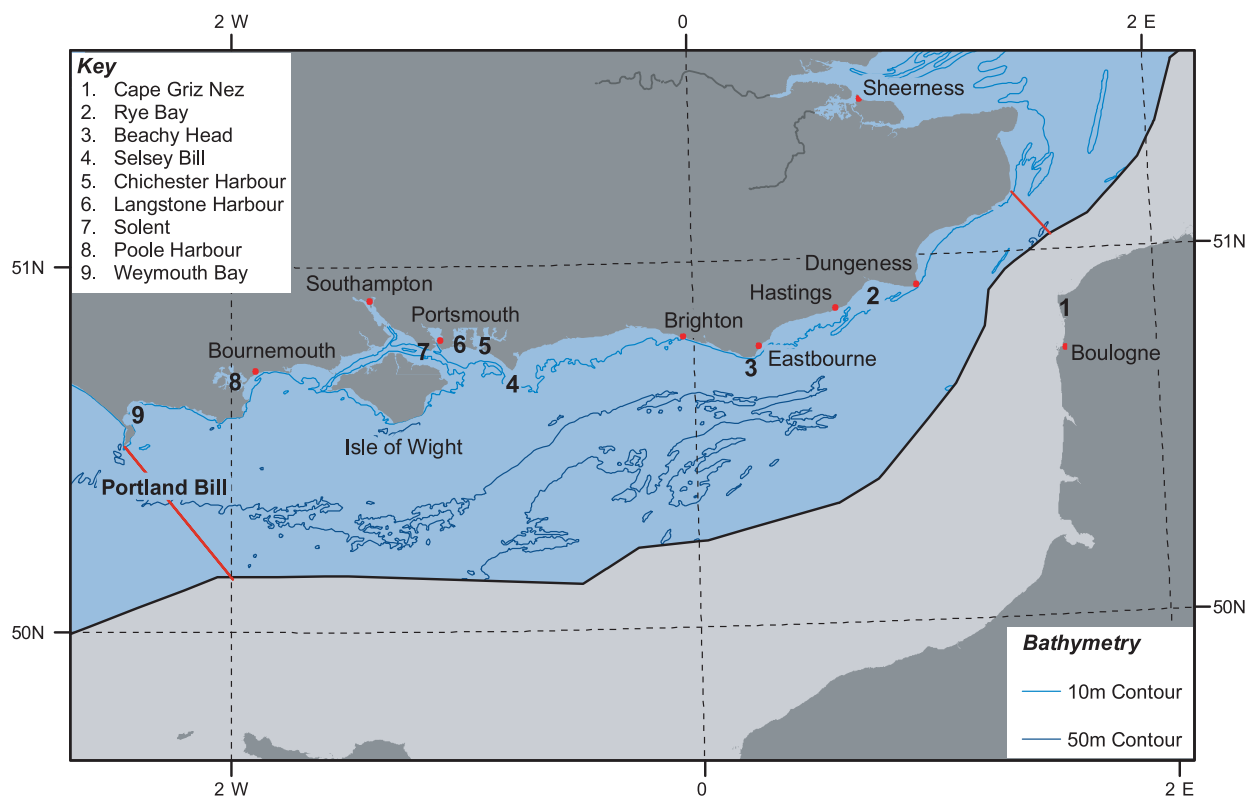 2 W
0
2 E
Key
1. Cape Griz Nez
2. Rye Bay
3. Beachy Head
4. Selsey Bill
5. Chichester Harbour
6. Langstone Harbour
7. Solent
8. Poole Harbour
9. Weymouth Bay
Sheerness
51N
51N
Dungeness
Southampton
Hastings
2
1
Portsmouth
Brighton
7
6
5
Bournemouth
Eastbourne
Boulogne
8
4
3
9
Isle of Wight
Portland Bill
50N
50N
Bathymetry
10m Contour
50m Contour
2 W
0
2 E